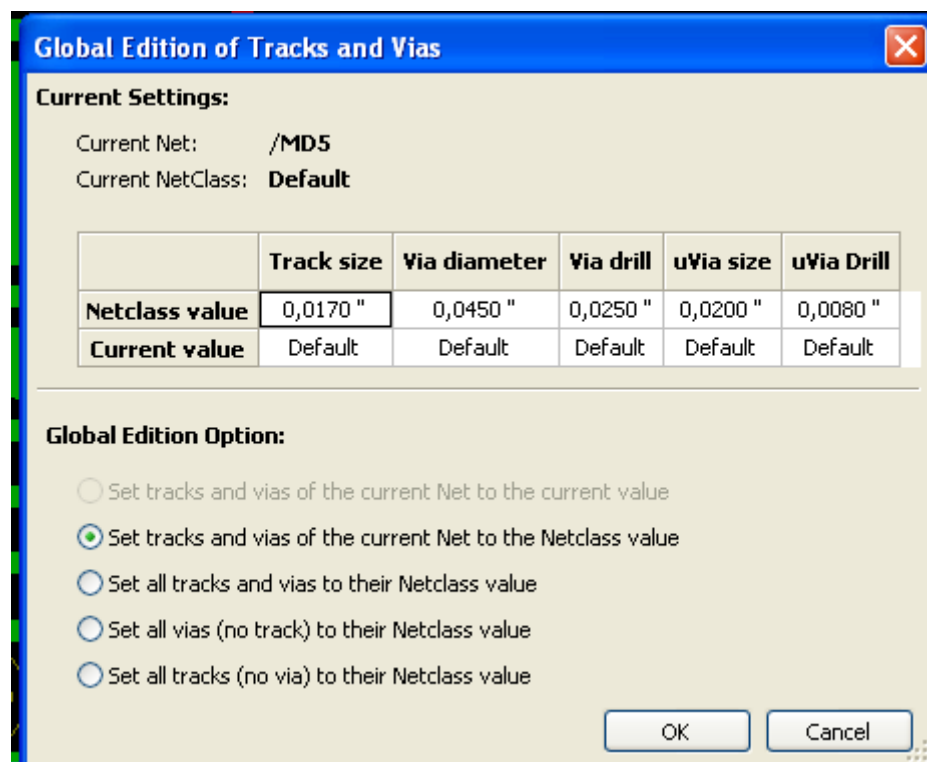 Global Edition of Tracks and Vias
Current Settings:
Current Net: /MD5
Current NetClass: Default
Track size Via diameter Via drill uVia size uVia Drill
Netclass value 0,0170 " 0,0450 " 0,0250 " 0,0200 " 0,0080 "
Current value Default Default Default Default Default
Global Edition Option:
Set tracks and vias of the current Net to the current value
Set tracks and vias of the current Net to the Netclass value
Set all tracks and vias to their Netclass value
Set all vias (no track) to their Netclass value
Set all tracks (no via) to their Netclass value
OK Cancel